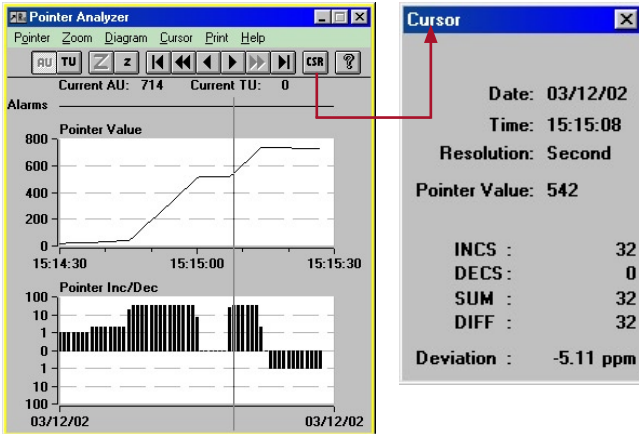 Pointer Analyzer
Pointer Zoom Diagram Cursor Print Help
AU TU Z z CSR ?
Current AU: 714 Current TU: 0
Alarms
Pointer Value
800
600
400
200
0
15:14:30 15:15:00 15:15:30
Pointer Inc/Dec
100
10
1
0
1
10
100
03/12/02 03/12/02
Cursor
Date: 03/12/02
Time: 15:15:08
Resolution: Second
Pointer Value: 542
INCS : 32
DECS: 0
SUM : 32
DIFF : 32
Deviation : -5.11 ppm